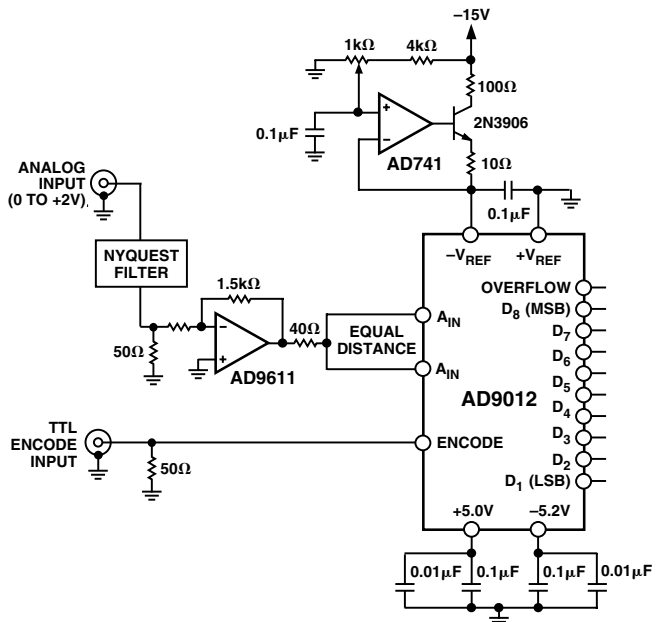 –15V
1kΩ
4kΩ
100Ω
0.1μF
+
–
2N3906
AD741
10Ω
0.1μF
ANALOG
INPUT
(0 TO +2V)
NYQUEST
FILTER
–VREF
+VREF
OVERFLOW
D8 (MSB)
D7
D6
D5
D4
D3
D2
D1 (LSB)
1.5kΩ
50Ω
–
+
AD9611
40Ω
EQUAL
DISTANCE
AIN
AIN
AD9012
TTL
ENCODE
INPUT
50Ω
ENCODE
+5.0V
–5.2V
0.01μF
0.1μF
0.1μF
0.01μF